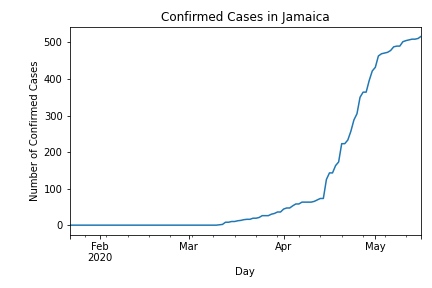 Confirmed Cases in Jamaica
Number of Confirmed Cases
500
400
300
200
100
0
Feb Mar Apr May
2020
Day